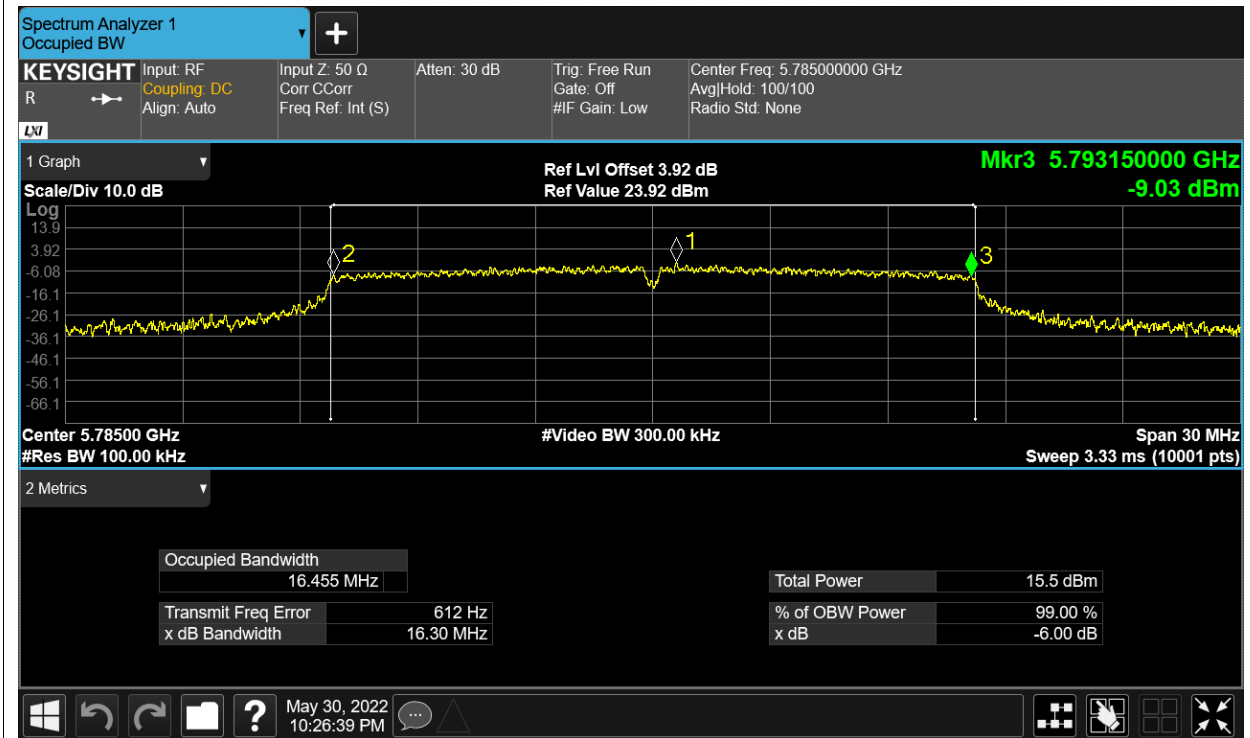 Spectrum Analyzer 1
Occupied BW
KEYSIGHT
R
LXI
Input: RF
Coupling: DC
Align: Auto
Input Z: 50 Ω
Corr CCorr
Freq Ref: Int (S)
Atten: 30 dB
Trig: Free Run
Gate: Off
#IF Gain: Low
Center Freq: 5.785000000 GHz
Avg|Hold: 100/100
Radio Std: None
1 Graph
Scale/Div 10.0 dB
Ref Lvl Offset 3.92 dB
Ref Value 23.92 dBm
Mkr3 5.793150000 GHz
-9.03 dBm
Log
13.9
3.92
-6.08
-16.1
-26.1
-36.1
-46.1
-56.1
-66.1
2
1
3
Center 5.78500 GHz
#Res BW 100.00 kHz
#Video BW 300.00 kHz
Span 30 MHz
Sweep 3.33 ms (10001 pts)
2 Metrics
Occupied Bandwidth
16.455 MHz
Transmit Freq Error 612 Hz
x dB Bandwidth 16.30 MHz
Total Power 15.5 dBm
% of OBW Power 99.00 %
x dB -6.00 dB
?
May 30, 2022
10:26:39 PM